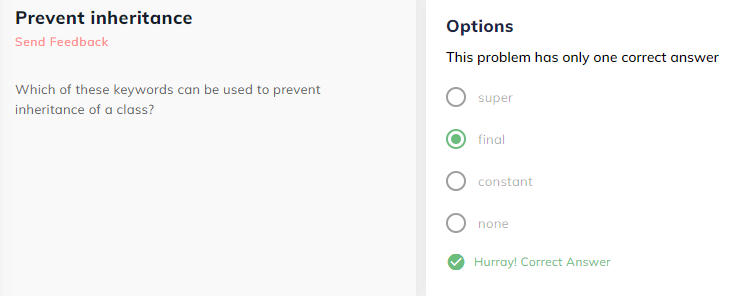 Prevent inheritance
Send Feedback
Which of these keywords can be used to prevent
inheritance of a class?
Options
This problem has only one correct answer
super
final
constant
none
Hurray! Correct Answer